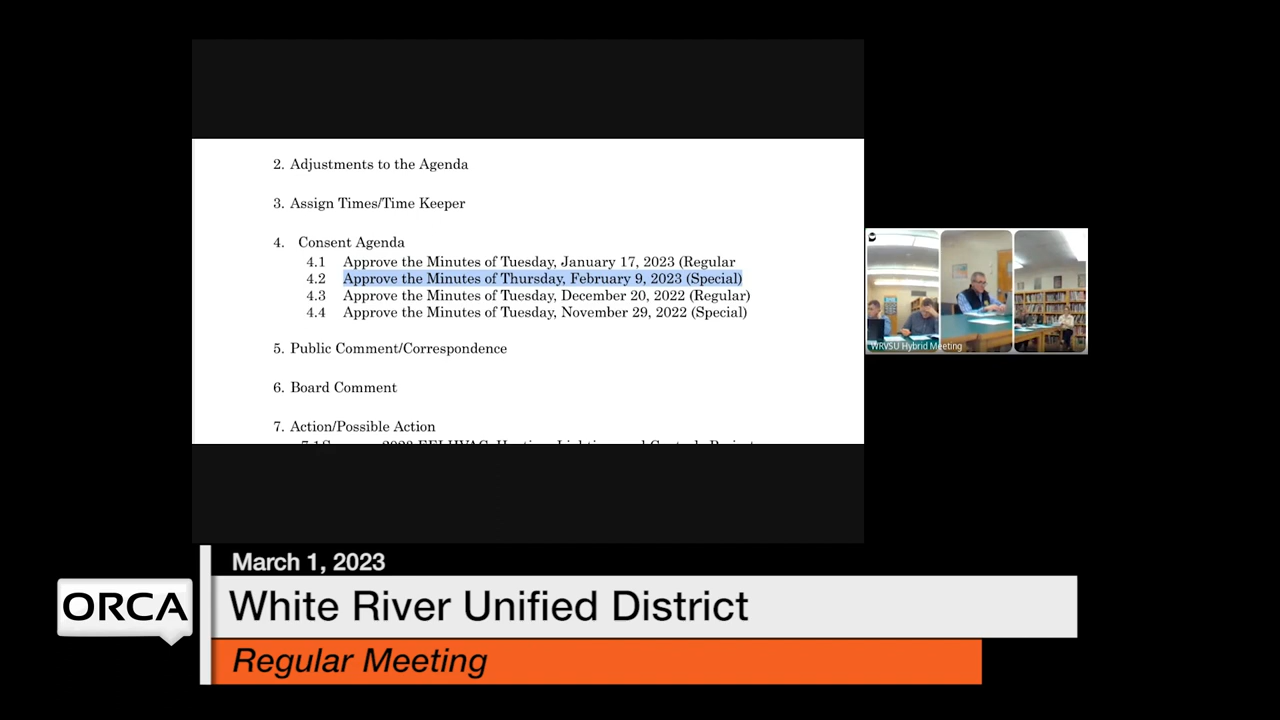 2. Adjustments to the Agenda
3. Assign Times/Time Keeper
4. Consent Agenda
4.1 Approve the Minutes of Tuesday, January 17, 2023 (Regular
4.2 Approve the Minutes of Thursday, February 9, 2023 (Special)
4.3 Approve the Minutes of Tuesday, December 20, 2022 (Regular)
4.4 Approve the Minutes of Tuesday, November 29, 2022 (Special)
5. Public Comment/Correspondence
6. Board Comment
7. Action/Possible Action
WRVSU Hybrid Meeting
March 1, 2023
ORCA
White River Unified District
Regular Meeting